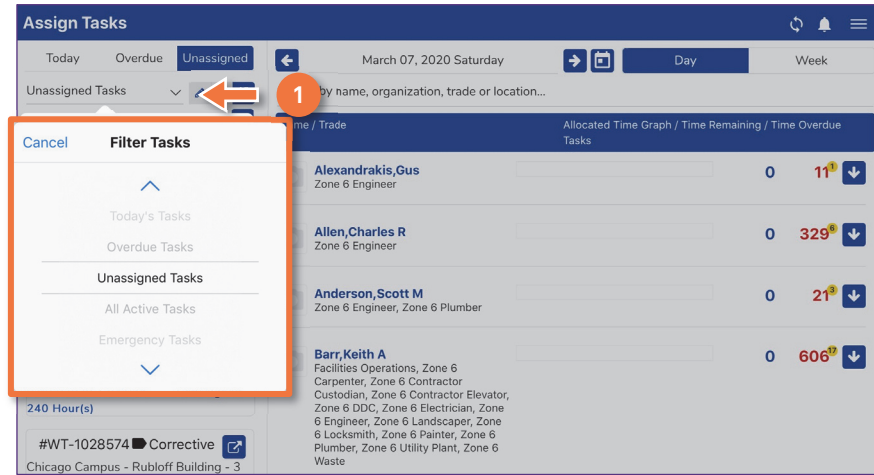 Assign Tasks
Today Overdue Unassigned
March 07, 2020 Saturday
Day Week
Unassigned Tasks
1
by name, organization, trade or location...
me / Trade
Allocated Time Graph / Time Remaining / Time Overdue
Tasks
Cancel Filter Tasks
Today's Tasks
Overdue Tasks
Unassigned Tasks
All Active Tasks
Emergency Tasks
Alexandrakis,Gus
Zone 6 Engineer
0 11 1
Allen,Charles R
Zone 6 Engineer
0 329 6
Anderson,Scott M
Zone 6 Engineer, Zone 6 Plumber
0 21 3
Barr,Keith A
0 606 17
Facilities Operations, Zone 6
Carpenter, Zone 6 Contractor
Custodian, Zone 6 Contractor Elevator,
Zone 6 DDC, Zone 6 Electrician, Zone
6 Engineer, Zone 6 Landscaper, Zone
6 Locksmith, Zone 6 Painter, Zone 6
Plumber, Zone 6 Utility Plant, Zone 6
Waste
240 Hour(s)
#WT-1028574 Corrective
Chicago Campus - Rubloff Building - 3